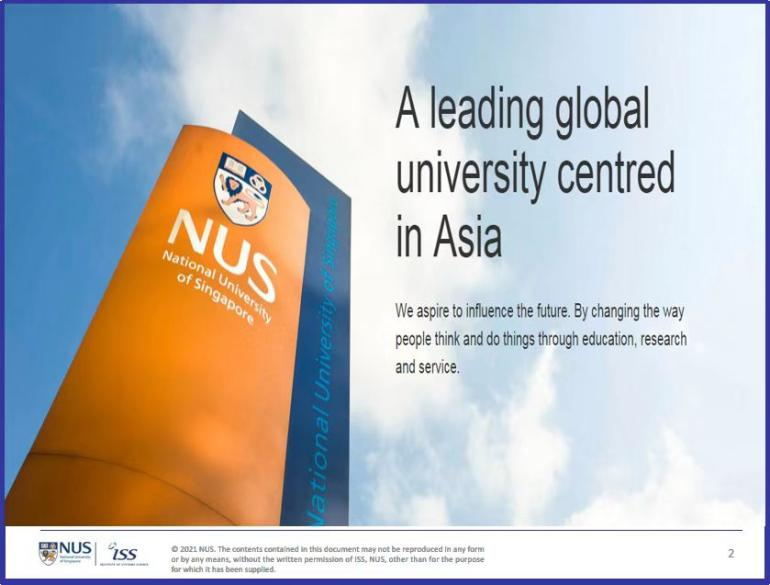 A leading global
university centred
in Asia
We aspire to influence the future. By changing the way
people think and do things through education, research
and service.
NUS
National University
of Singapore
National University of Singapore
NUS
National University
of Singapore
ISS
INSTITUTE OF SYSTEMS SCIENCE
© 2021 NUS. The contents contained in this document may not be reproduced in any form
or by any means, without the written permission of ISS, NUS, other than for the purpose
for which it has been supplied.
2